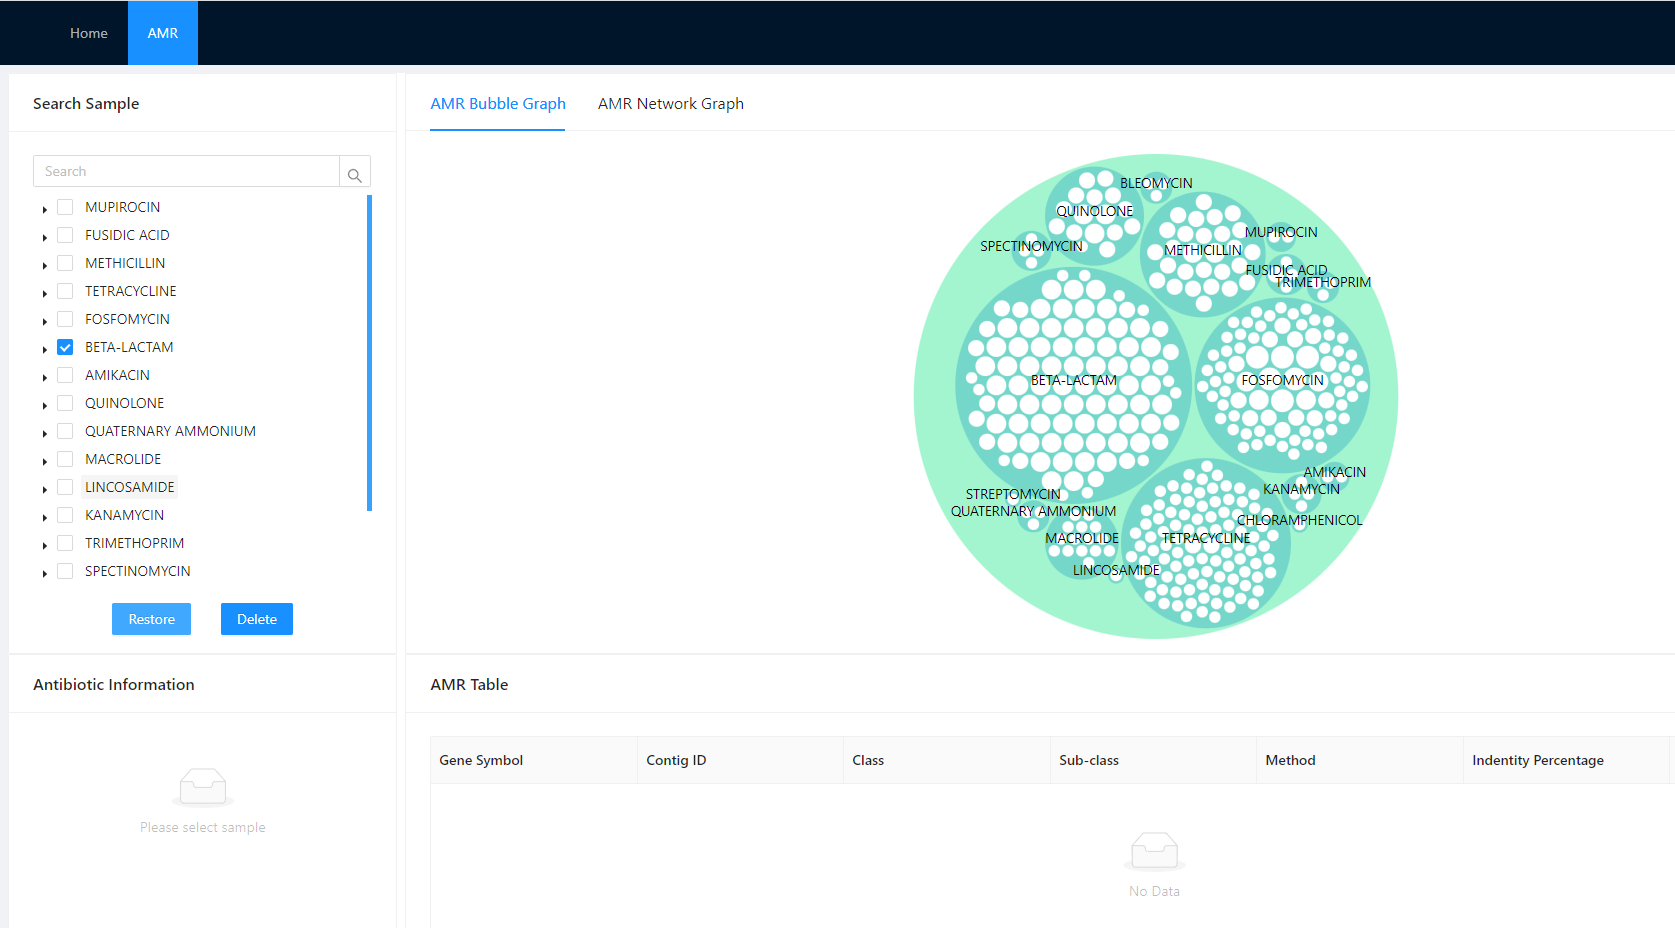 Home
AMR
Search Sample
Search
MUPIROCIN
FUSIDIC ACID
METHICILLIN
TETRACYCLINE
FOSFOMYCIN
BETA-LACTAM
AMIKACIN
QUINOLONE
QUATERNARY AMMONIUM
MACROLIDE
LINCOSAMIDE
KANAMYCIN
TRIMETHOPRIM
SPECTINOMYCIN
Restore
Delete
AMR Bubble Graph
AMR Network Graph
BLEOMYCIN
QUINOLONE
MUPIROCIN
SPECTINOMYCIN
METHICILLIN
FUSIDIC ACID
TRIMETHOPRIM
BETA-LACTAM
FOSFOMYCIN
AMIKACIN
KANAMYCIN
STREPTOMYCIN
QUATERNARY AMMONIUM
CHLORAMPHENICOL
MACROLIDE
TETRACYCLINE
LINCOSAMIDE
Antibiotic Information
Please select sample
AMR Table
Gene Symbol
Contig ID
Class
Sub-class
Method
Indentity Percentage
No Data